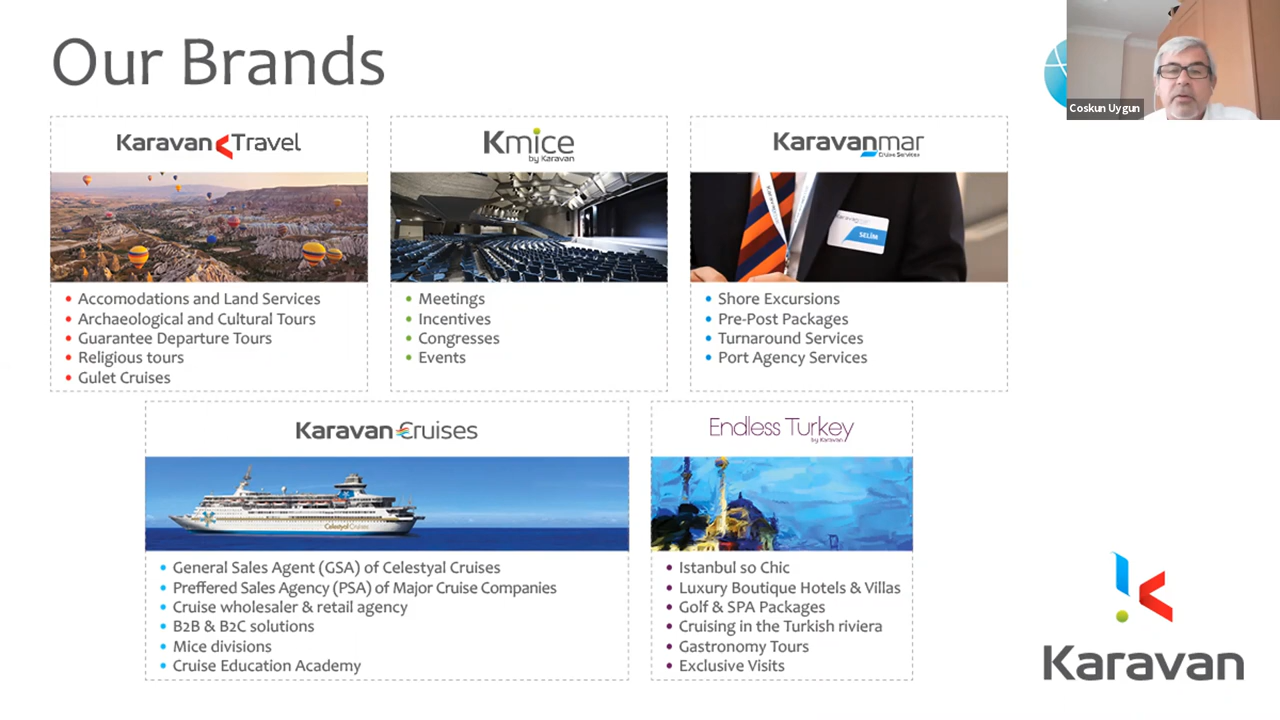 Our Brands
Coskun Uygun
Karavan Travel
Accomodations and Land Services
Archaeological and Cultural Tours
Guarantee Departure Tours
Religious tours
Gulet Cruises
Kmice
by Karavan
Meetings
Incentives
Congresses
Events
Karavanmar
Cruise Services
SELİM
Shore Excursions
Pre-Post Packages
Turnaround Services
Port Agency Services
Karavan Cruises
Celestyal Cruises
General Sales Agent (GSA) of Celestyal Cruises
Preffered Sales Agency (PSA) of Major Cruise Companies
Cruise wholesaler & retail agency
B2B & B2C solutions
Mice divisions
Cruise Education Academy
Endless Turkey
by Karavan
Istanbul so Chic
Luxury Boutique Hotels & Villas
Golf & SPA Packages
Cruising in the Turkish riviera
Gastronomy Tours
Exclusive Visits
Karavan